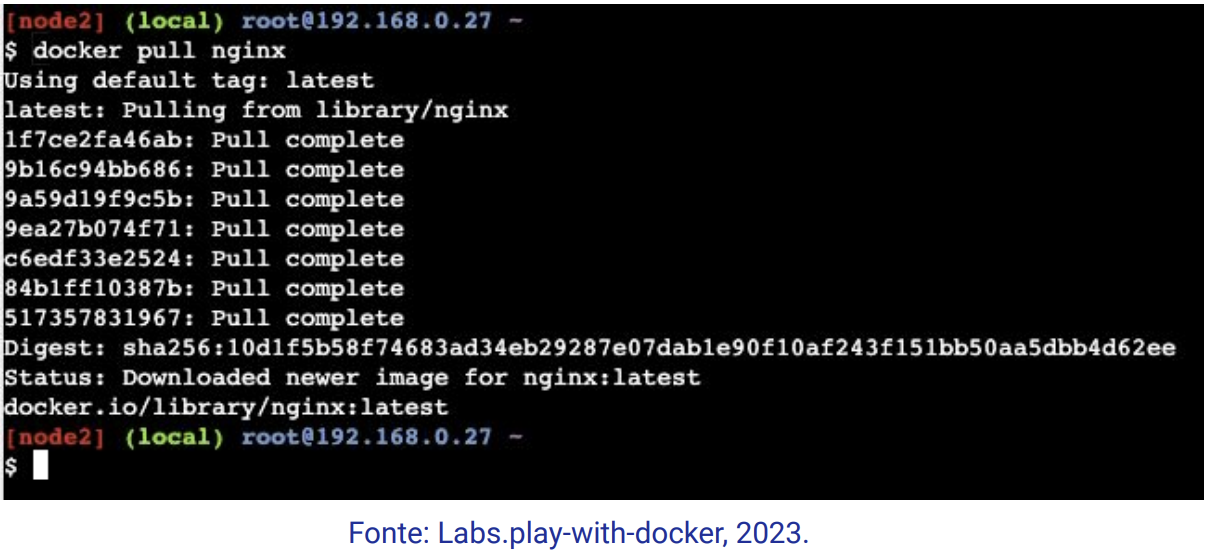 [node2] (local) root@192.168.0.27 ~
$ docker pull nginx
Using default tag: latest
latest: Pulling from library/nginx
1f7ce2fa46ab: Pull complete
9b16c94bb686: Pull complete
9a59d19f9c5b: Pull complete
9ea27b074f71: Pull complete
c6edf33e2524: Pull complete
84b1ff10387b: Pull complete
517357831967: Pull complete
Digest: sha256:10d1f5b58f74683ad34eb29287e07dab1e90f10af243f151bb50aa5dbb4d62ee
Status: Downloaded newer image for nginx:latest
docker.io/library/nginx:latest
[node2] (local) root@192.168.0.27 ~
$
Fonte: Labs.play-with-docker, 2023.